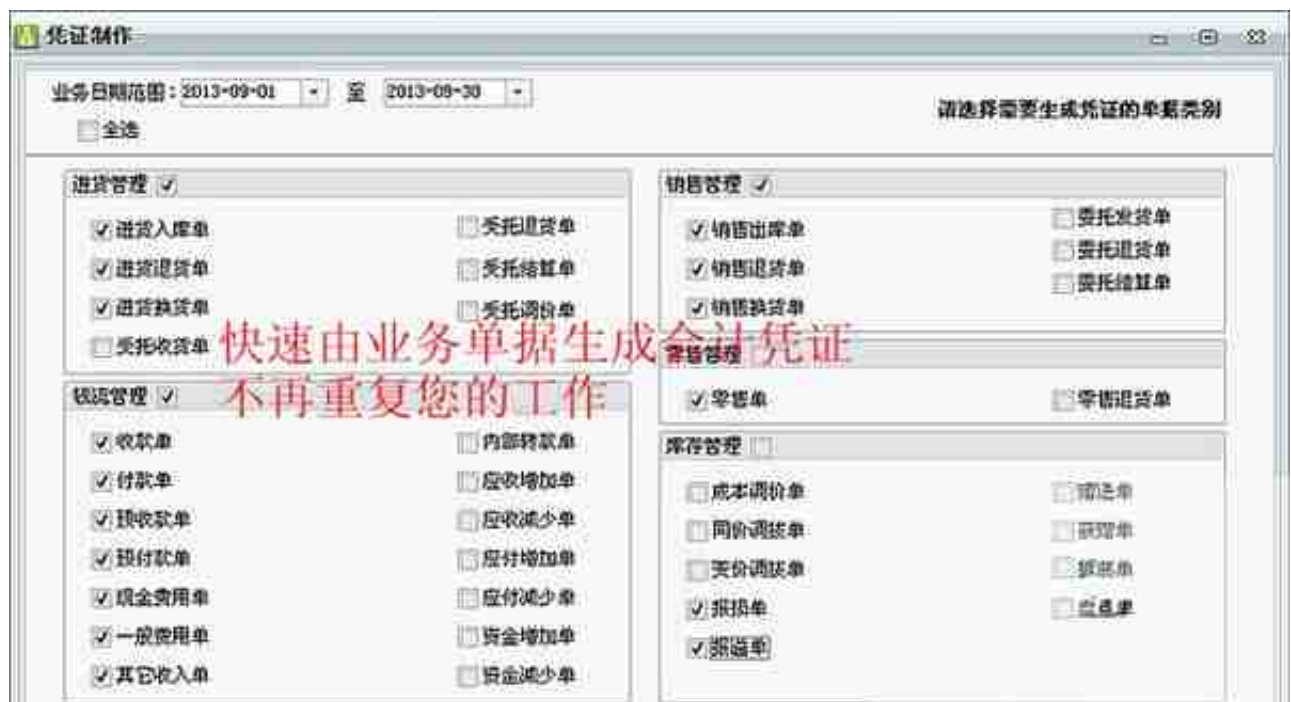 凭证制作
业务日期范围：2013-09-01 至 2013-09-30
全选
请选择需要生成凭证的单据类别
进货管理
进货入库单
受托退货单
进货退货单
受托结算单
进货换货单
受托调价单
受托收货单
销售管理
销售出库单
委托发货单
销售退货单
委托退货单
委托结算单
销售换货单
快速由业务单据生成会计凭证
不再重复您的工作
零售管理
零售单
零售退货单
钱流管理
收款单
内部转款单
付款单
应收增加单
预收款单
应收减少单
预付款单
应付增加单
现金费用单
应付减少单
一般费用单
资金增加单
其它收入单
资金减少单
库存管理
成本调价单
赠送单
同价调拨单
获赠单
变价调拨单
报损单
报溢单